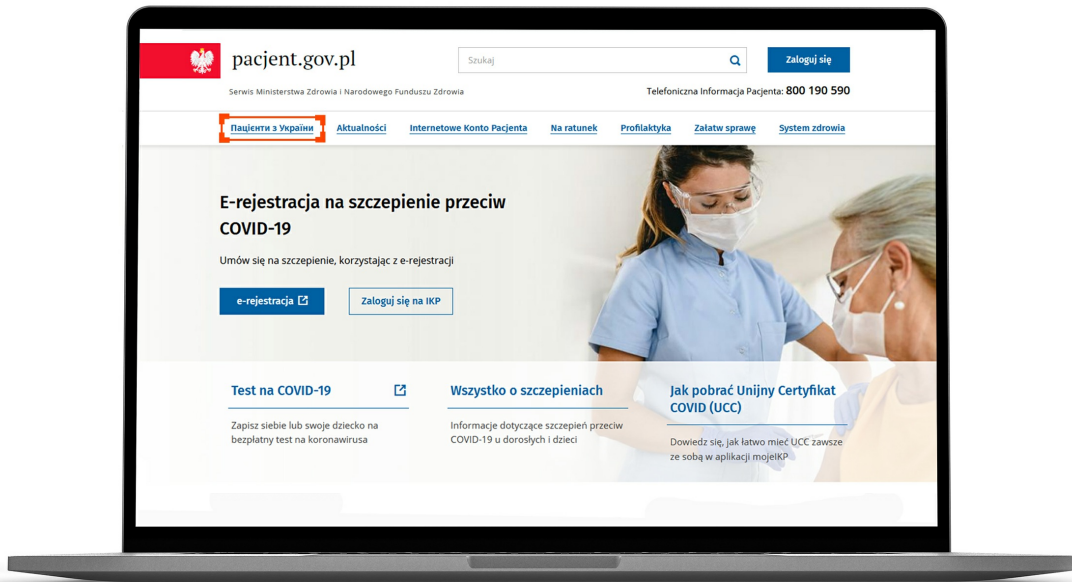 pacjent.gov.pl
Szukaj
Zaloguj się
Serwis Ministerstwa Zdrowia i Narodowego Funduszu Zdrowia
Telefoniczna Informacja Pacjenta: 800 190 590
Пацієнти з України
Aktualności
Internetowe Konto Pacjenta
Na ratunek
Profilaktyka
Załatw sprawę
System zdrowia
E-rejestracja na szczepienie przeciw
COVID-19
Umów się na szczepienie, korzystając z e-rejestracji
e-rejestracja
Zaloguj się na IKP
Test na COVID-19
Zapisz siebie lub swoje dziecko na
bezpłatny test na koronawirusa
Wszystko o szczepieniach
Informacje dotyczące szczepień przeciw
COVID-19 u dorosłych i dzieci
Jak pobrać Unijny Certyfikat
COVID (UCC)
Dowiedz się, jak łatwo mieć UCC zawsze
ze sobą w aplikacji mojeIKP